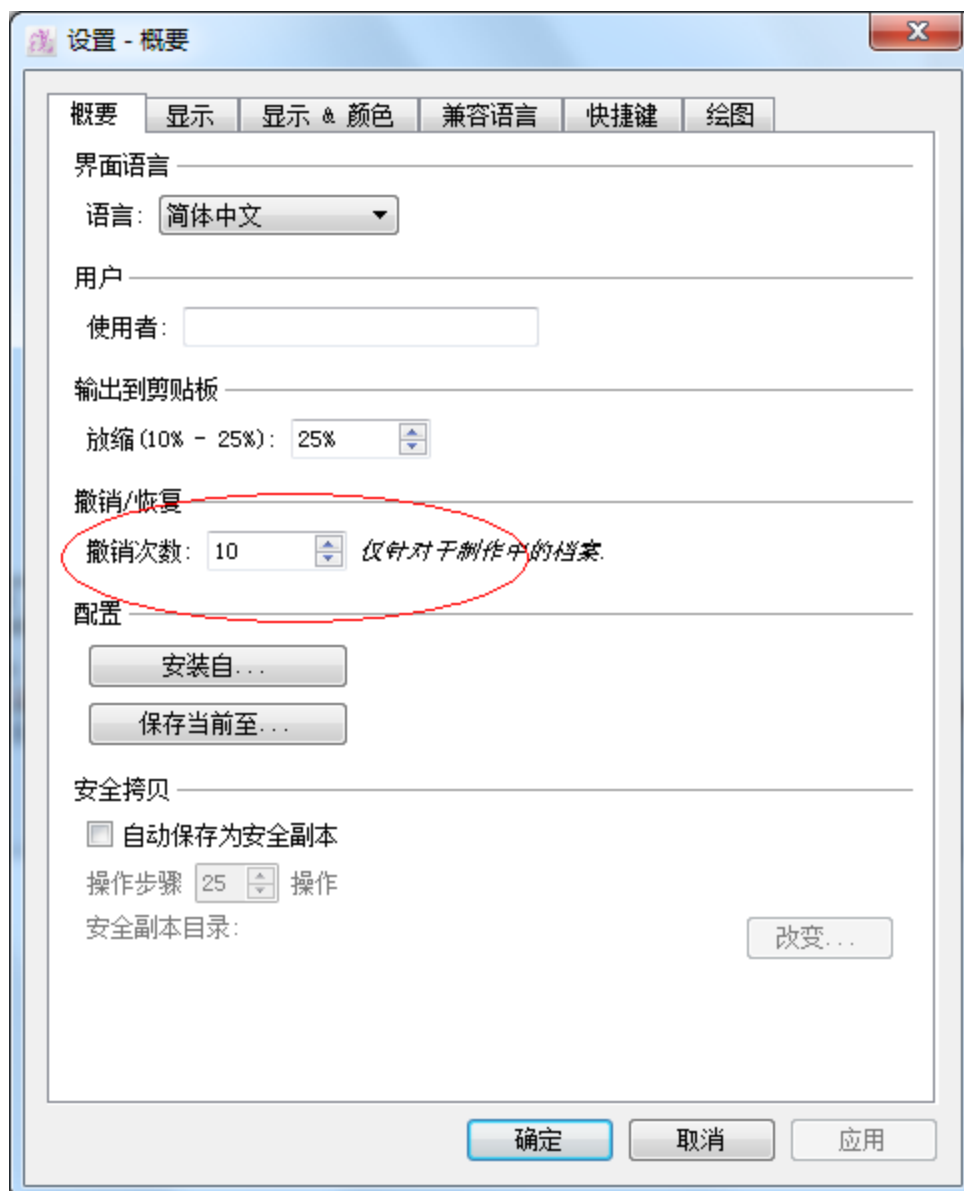 设置 - 概要
概要 显示 显示 & 颜色 兼容语言 快捷键 绘图
界面语言
语言: 简体中文
用户
使用者:
输出到剪贴板
放缩(10% - 25%): 25%
撤销/恢复
撤销次数: 10 仅针对于制作中的档案.
配置
安装自...
保存当前至...
安全拷贝
自动保存为安全副本
操作步骤 25 操作
安全副本目录:
改变...
确定 取消 应用